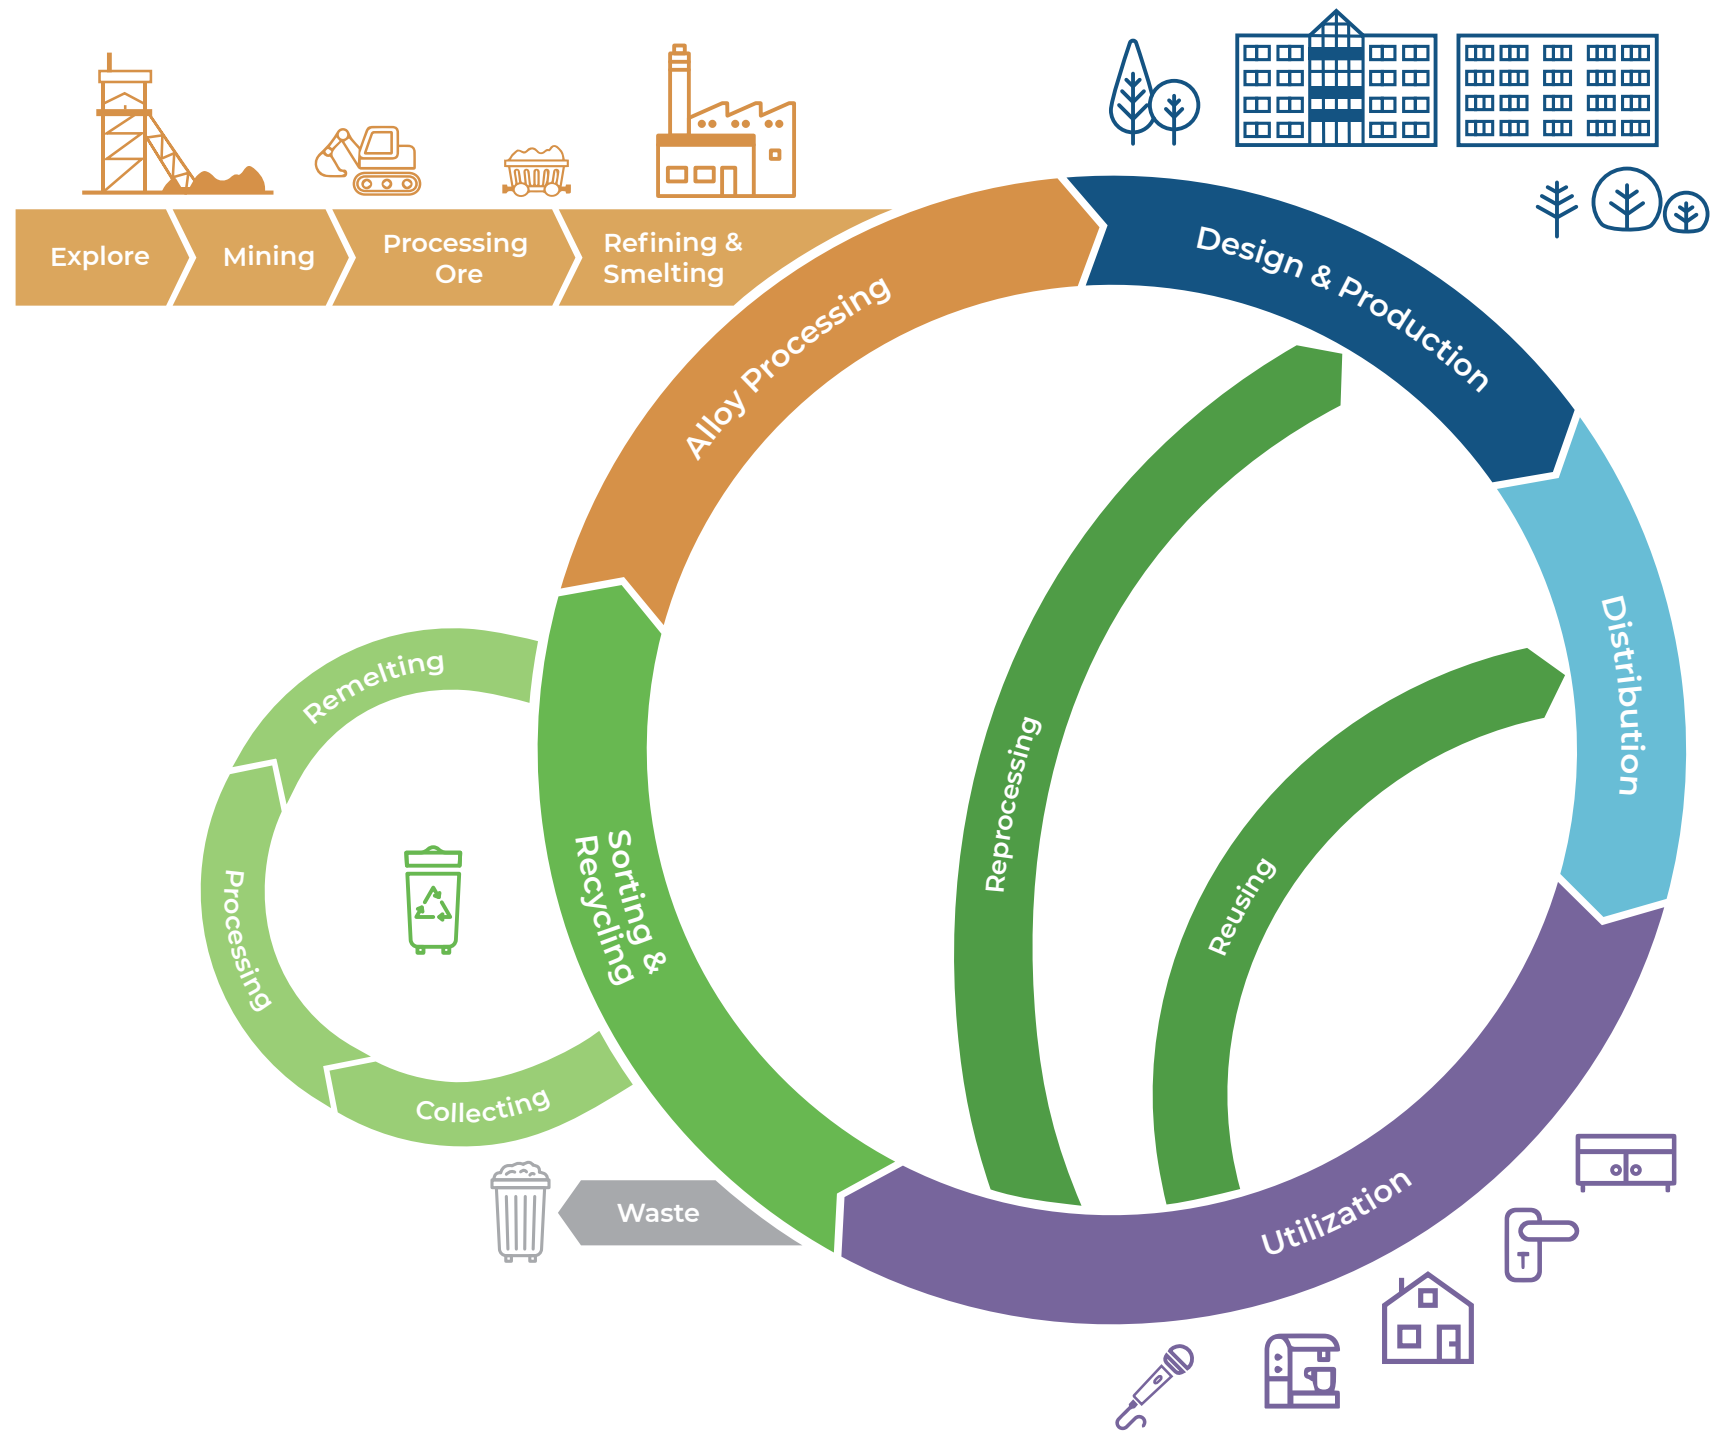 Explore
Mining
Processing
Ore
Refining &
Smelting
Alloy Processing
Design & Production
Distribution
Utilization
Sorting &
Recycling
Reprocessing
Reusing
Remelting
Processing
Collecting
Waste